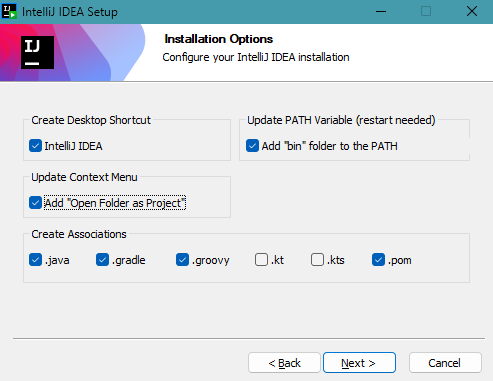 IntelliJ IDEA Setup
IJ
Installation Options
Configure your IntelliJ IDEA installation
Create Desktop Shortcut
IntelliJ IDEA
Update PATH Variable (restart needed)
Add "bin" folder to the PATH
Update Context Menu
Add "Open Folder as Project"
Create Associations
.java .gradle .groovy .kt .kts .pom
< Back Next > Cancel